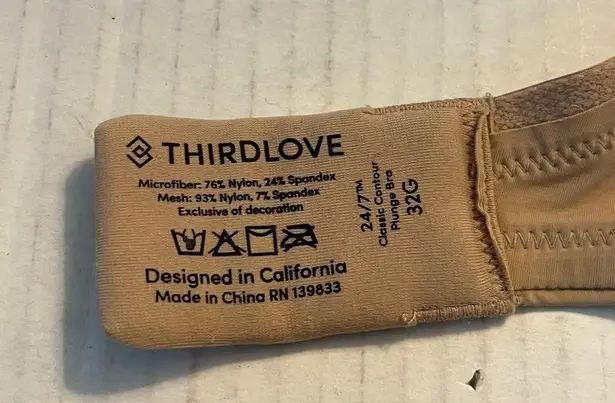 THIRDLOVE
Microfiber: 76% Nylon, 24% Spandex
Mesh: 93% Nylon, 7% Spandex
Exclusive of decoration
Designed in California
Made in China RN 139833
24/7™
Classic Contour
Plunge Bra
32G